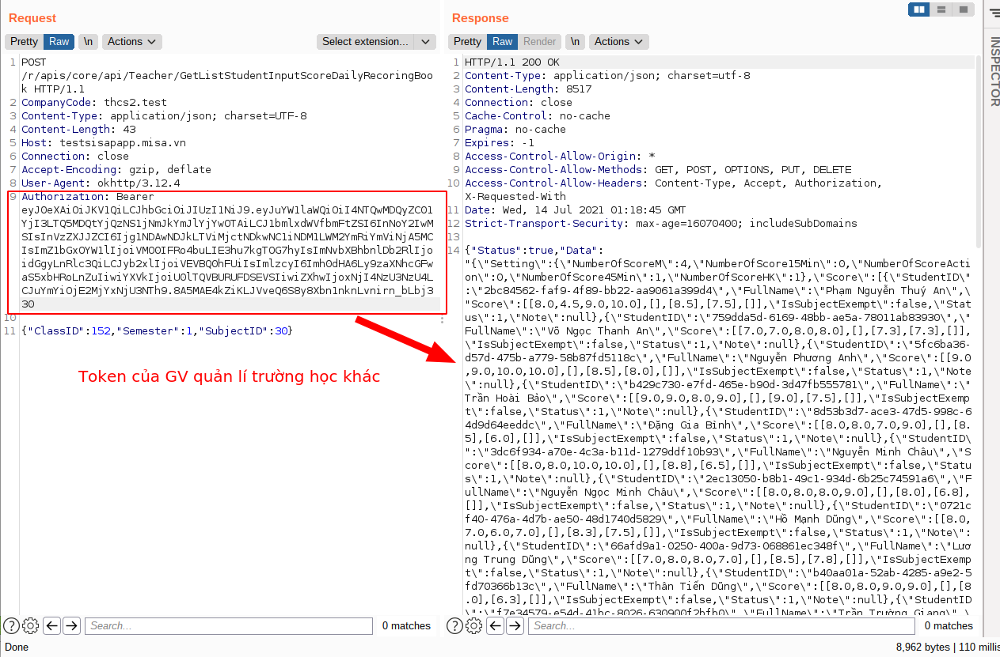 Request
Pretty Raw \n Actions Select extension...
1 POST
/r/apis/core/api/Teacher/GetListStudentInputScoreDailyRecoringBoo
k HTTP/1.1
2 CompanyCode: thcs2.test
3 Content-Type: application/json; charset=UTF-8
4 Content-Length: 43
5 Host: testsisapapp.misa.vn
6 Connection: close
7 Accept-Encoding: gzip, deflate
8 User-Agent: okhttp/3.12.4
9 Authorization: Bearer
10
11 {"ClassID":152,"Semester":1,"SubjectID":30}
Token của GV quản lí trường học khác
Search... 0 matches
Done
Response
Pretty Raw Render \n Actions
INSPECTOR
1 HTTP/1.1 200 OK
2 Content-Type: application/json; charset=utf-8
3 Content-Length: 8517
4 Connection: close
5 Cache-Control: no-cache
6 Pragma: no-cache
7 Expires: -1
8 Access-Control-Allow-Origin: *
9 Access-Control-Allow-Methods: GET, POST, OPTIONS, PUT, DELETE
10 Access-Control-Allow-Headers: Content-Type, Accept, Authorization,
X-Requested-With
11 Date: Wed, 14 Jul 2021 01:18:45 GMT
12 Strict-Transport-Security: max-age=16070400; includeSubDomains
13
14 {"Status":true,"Data":
"{\"Setting\":{\"NumberOfScoreM\":4,\"NumberOfScore15Min\":0,\"NumberOfScoreActi
on\":0,\"NumberOfScore45Min\":1,\"NumberOfScoreHK\":1},\"Score\":[{\"StudentID\"
:\"2bc84562-faf9-4f89-bb22-aa9061a399d4\",\"FullName\":\"Phạm Nguyễn Thuý An\",\"
Score\":[[8.0,4.5,9.0,10.0],[],[8.5],[7.5],[]],\"IsSubjectExempt\":false,\"Stat
us\":1,\"Note\":null},{\"StudentID\":\"759dda5d-6169-48bb-ae5a-78011ab83930\",\"
FullName\":\"Võ Ngọc Thanh An\",\"Score\":[[7.0,7.0,8.0,8.0],[],[7.3],[7.3],[]],
\"IsSubjectExempt\":false,\"Status\":1,\"Note\":null},{\"StudentID\":\"5fc6ba36-
d57d-475b-a779-58b87fd5118c\",\"FullName\":\"Nguyễn Phương Anh\",\"Score\":[[9.0
,9.0,10.0,10.0],[],[8.5],[8.0],[]],\"IsSubjectExempt\":false,\"Status\":1,\"Note
\":null},{\"StudentID\":\"b429c730-e7fd-465e-b90d-3d47fb555781\",\"FullName\":\"
Trần Hoài Bảo\",\"Score\":[[9.0,9.0,8.0,9.0],[],[9.0],[7.5],[]],\"IsSubjectExemp
t\":false,\"Status\":1,\"Note\":null},{\"StudentID\":\"8d53b3d7-ace3-47d5-998c-6
4d9d64eeddc\",\"FullName\":\"Đặng Gia Bình\",\"Score\":[[8.0,8.0,7.0,9.0],[],[8.
5],[6.0],[]],\"IsSubjectExempt\":false,\"Status\":1,\"Note\":null},{\"StudentID\
":\"3dc6f934-a70e-4c3a-b11d-1279ddf10b93\",\"FullName\":\"Nguyễn Minh Châu\",\"S
core\":[[8.0,8.0,10.0,10.0],[],[8.8],[6.5],[]],\"IsSubjectExempt\":false,\"Statu
s\":1,\"Note\":null},{\"StudentID\":\"2ec13050-b8b1-49c1-934d-6b25c74591a6\",\"F
ullName\":\"Nguyễn Ngọc Minh Châu\",\"Score\":[[8.0,8.0,8.0,9.0],[],[8.0],[6.8],
[]],\"IsSubjectExempt\":false,\"Status\":1,\"Note\":null},{\"StudentID\":\"0721c
f40-476a-4d7b-ae50-48d1740d5829\",\"FullName\":\"Hồ Mạnh Dũng\",\"Score\":[[8.0,
7.0,6.0,7.0],[],[8.3],[7.5],[]],\"IsSubjectExempt\":false,\"Status\":1,\"Note\":
null},{\"StudentID\":\"66afd9a1-0250-400a-9d73-068861ec348f\",\"FullName\":\"Lươ
ng Trung Dũng\",\"Score\":[[7.0,8.0,8.0,7.0],[],[8.5],[7.8],[]],\"IsSubjectExemp
t\":false,\"Status\":1,\"Note\":null},{\"StudentID\":\"b40aa01a-52ab-4285-a9e2-5
fd70366b13c\",\"FullName\":\"Thân Tiến Dũng\",\"Score\":[[8.0,8.0,9.0,9.0],[],[8
.0],[6.3],[]],\"IsSubjectExempt\":false,\"Status\":1,\"Note\":null},{\"StudentID
\":\"f7e34579-e54d-41bc-8026-630900f2bfb0\",\"FullName\":\"Trần Trường Giang\",\
Search... 0 matches
8,962 bytes | 110 millis